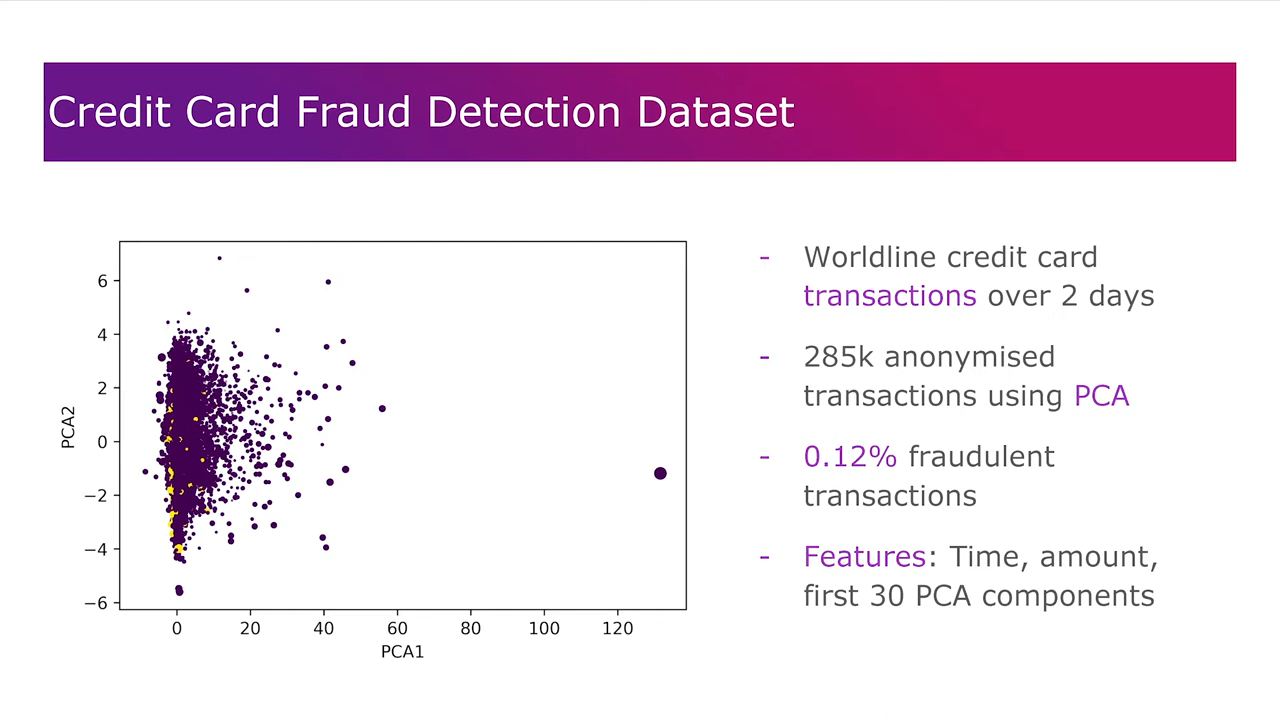 Credit Card Fraud Detection Dataset
6
4
2
0
−2
−4
−6
PCA2
0 20 40 60 80 100 120
PCA1
- Worldline credit card
transactions over 2 days
- 285k anonymised
transactions using PCA
- 0.12% fraudulent
transactions
- Features: Time, amount,
first 30 PCA components